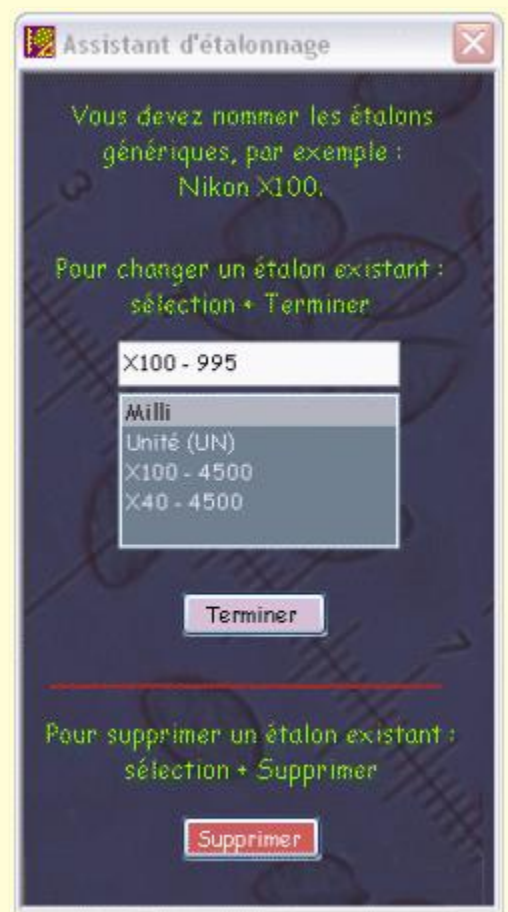 Assistant d'étalonnage
Vous devez nommer les étalons
génériques, par exemple :
Nikon X100.
Pour changer un étalon existant :
sélection + Terminer
X100 - 995
Milli
Unité (UN)
X100 - 4500
X40 - 4500
Terminer
Pour supprimer un étalon existant :
sélection + Supprimer
Supprimer